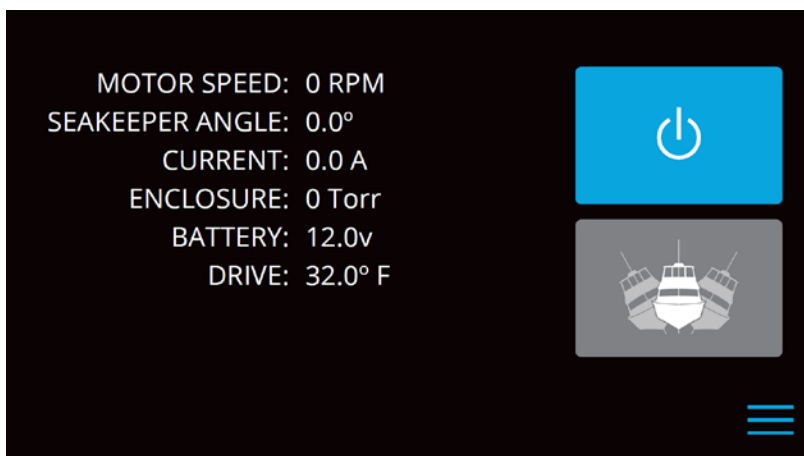 MOTOR SPEED: 0 RPM
SEAKEEPER ANGLE: 0.0º
CURRENT: 0.0 A
ENCLOSURE: 0 Torr
BATTERY: 12.0v
DRIVE: 32.0º F